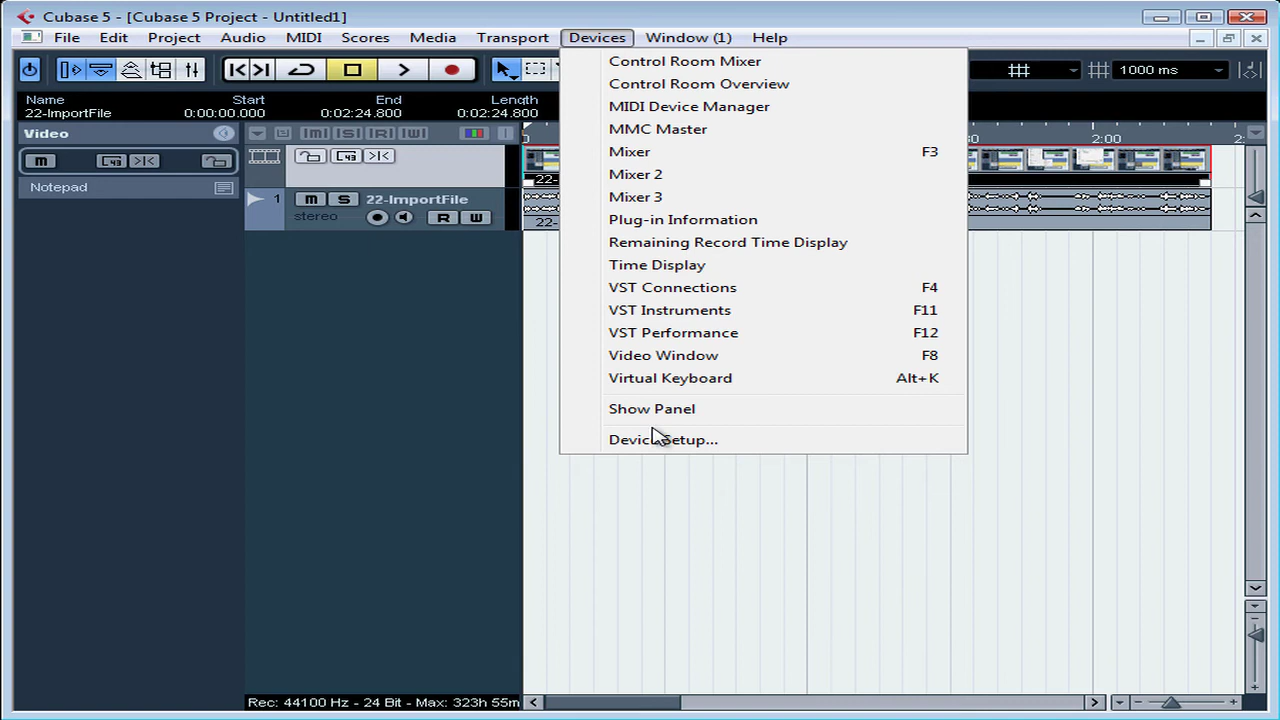 Cubase 5 - [Cubase 5 Project - Untitled1]
File Edit Project Audio MIDI Scores Media Transport Devices Window (1) Help
1000 ms
Name Start End Length
22-ImportFile 0:00:00.000 0:02:24.800 0:02:24.800
Video
m S R W
0 2:00 2:
m
Notepad
22-
1 m S 22-ImportFile
stereo R W
22-
Control Room Mixer
Control Room Overview
MIDI Device Manager
MMC Master
Mixer F3
Mixer 2
Mixer 3
Plug-in Information
Remaining Record Time Display
Time Display
VST Connections F4
VST Instruments F11
VST Performance F12
Video Window F8
Virtual Keyboard Alt+K
Show Panel
Device Setup...
Rec: 44100 Hz - 24 Bit - Max: 323h 55m